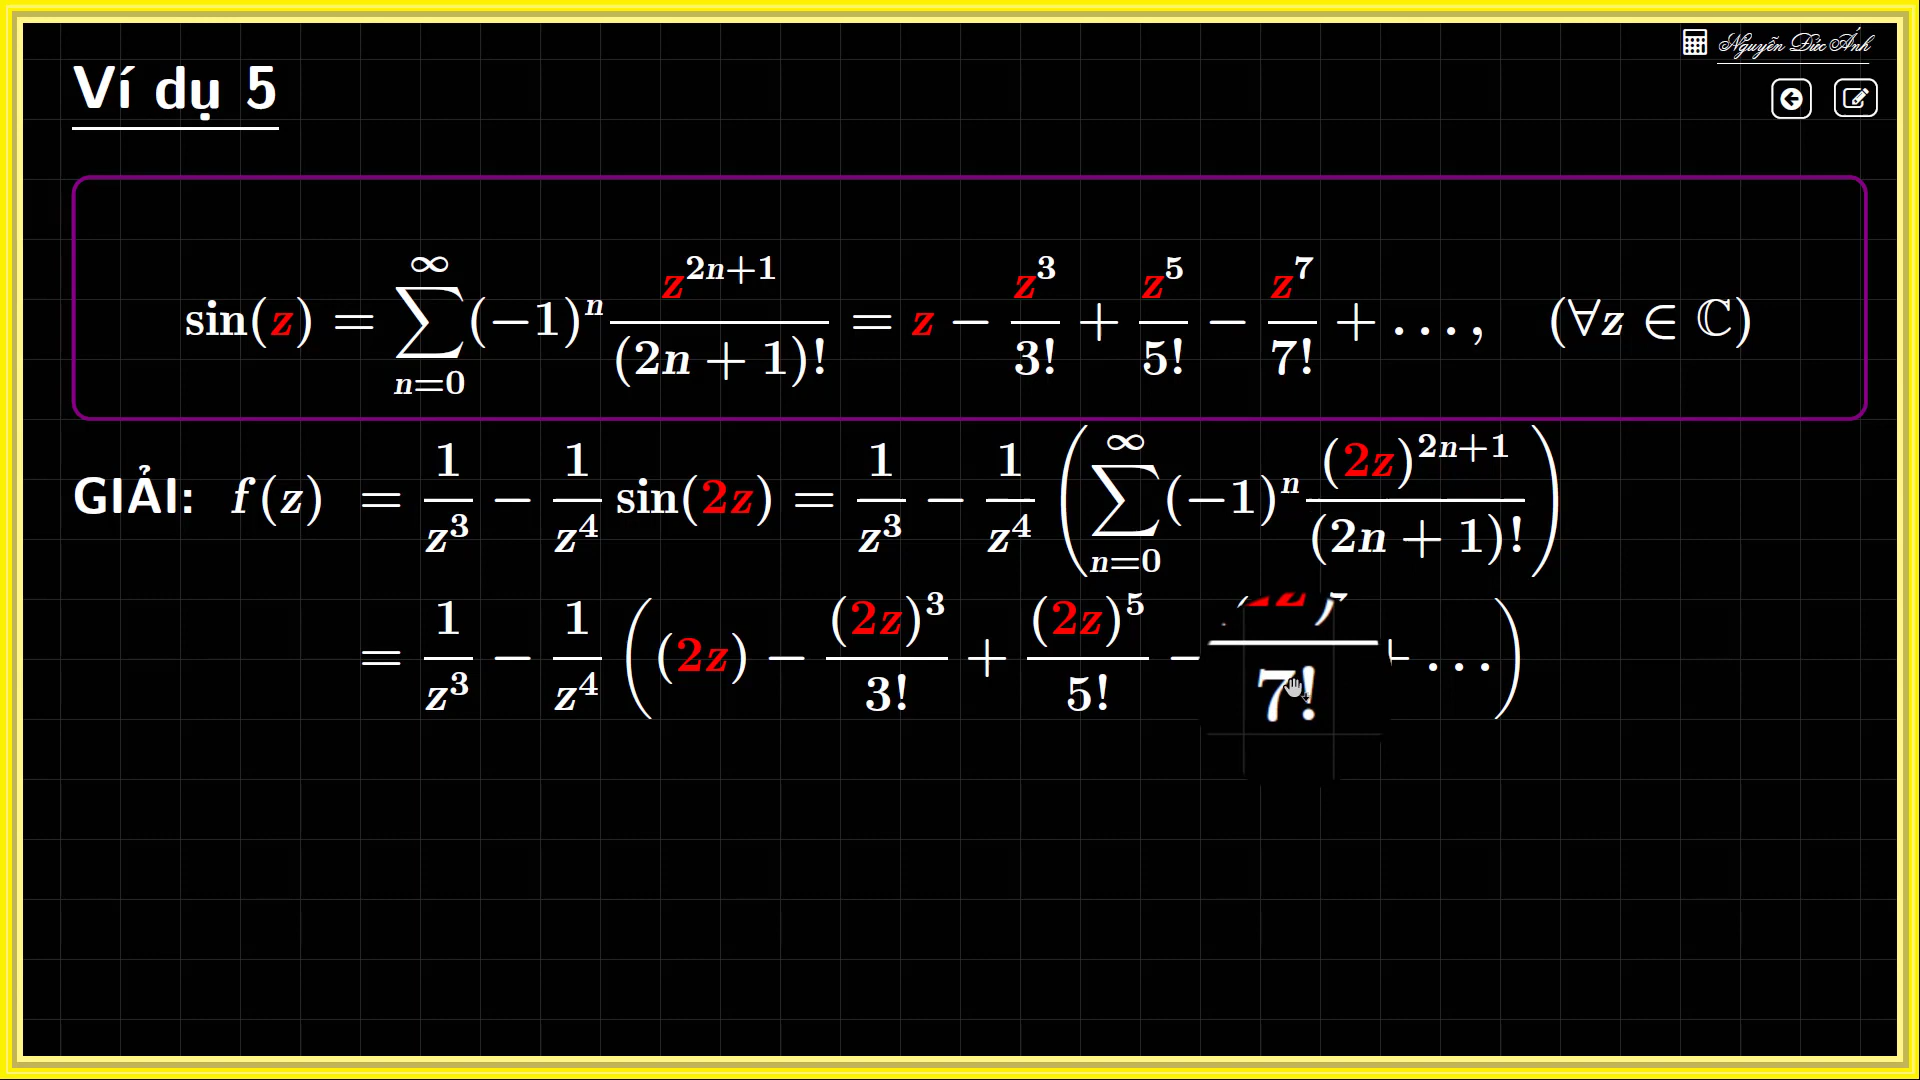 Nguyễn Đức Ánh
Ví dụ 5
sin(z) = ∑_{n=0}^{∞} (−1)^n z^{2n+1}/(2n + 1)! = z − z^3/3! + z^5/5! − z^7/7! + ..., (∀z ∈ ℂ)
GIẢI: f(z) = 1/z^3 − 1/z^4 sin(2z) = 1/z^3 − 1/z^4 (∑_{n=0}^{∞} (−1)^n (2z)^{2n+1}/(2n + 1)!)
= 1/z^3 − 1/z^4 ((2z) − (2z)^3/3! + (2z)^5/5! − (2z)^7/7! + ...)